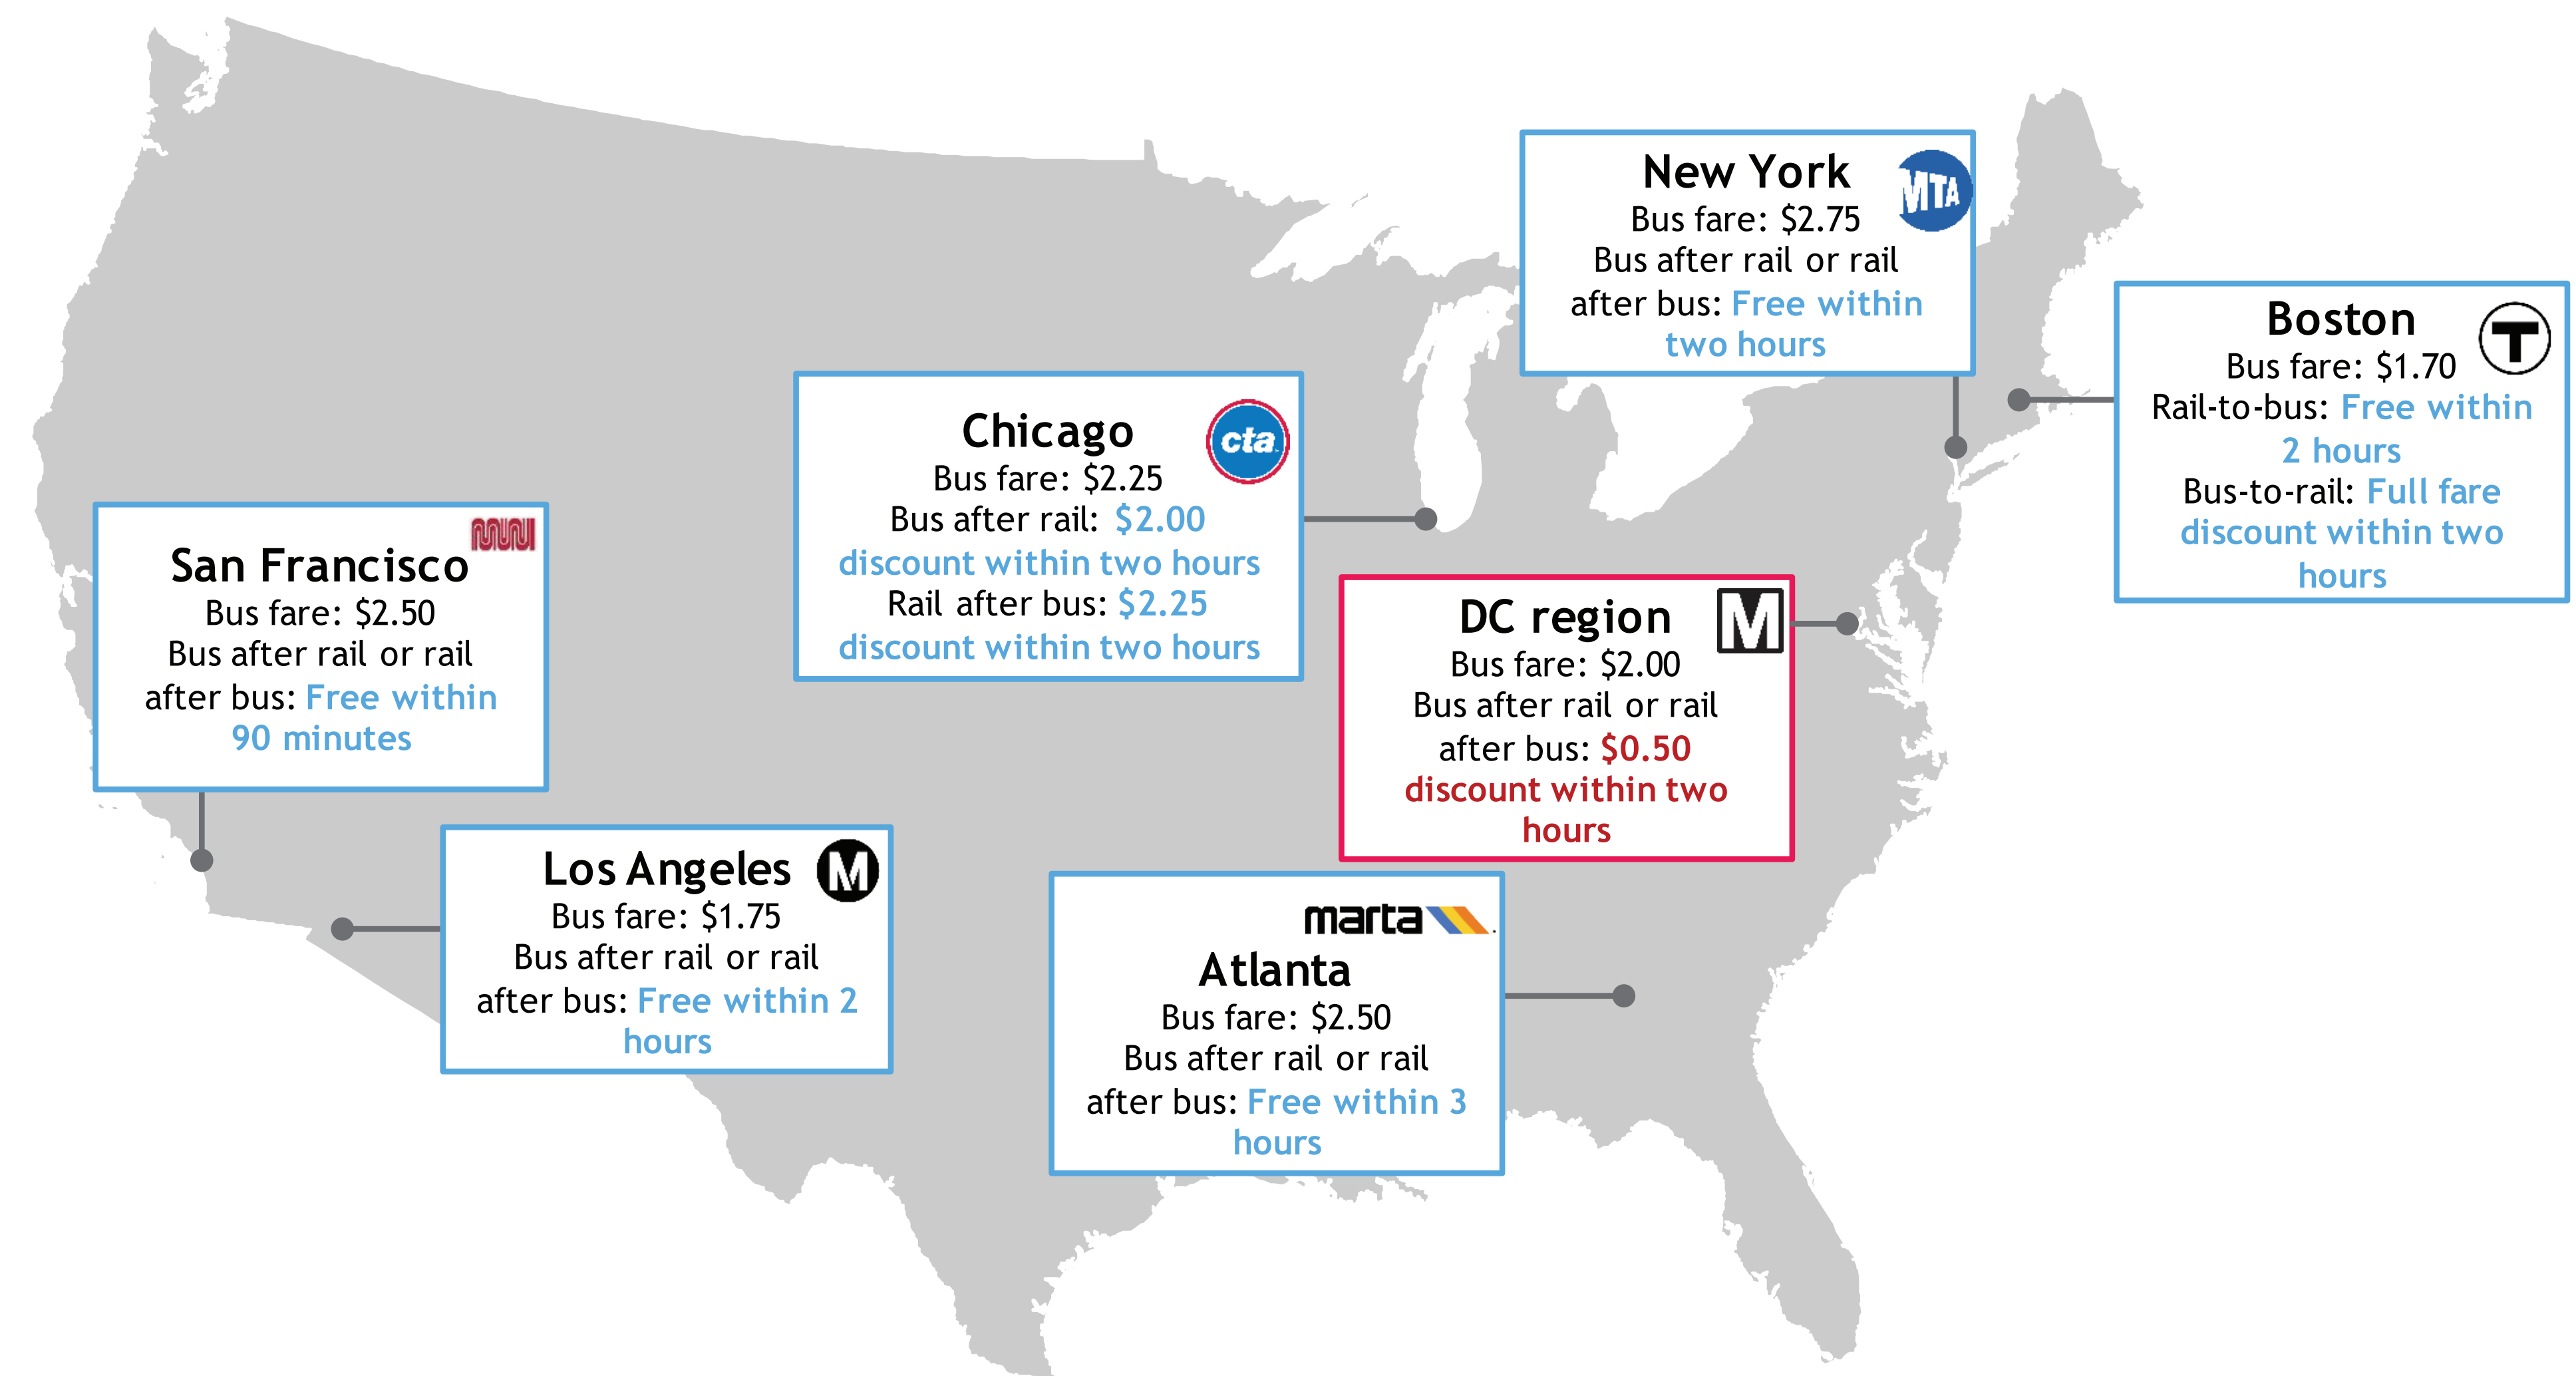 New York
MTA
Bus fare: $2.75
Bus after rail or rail
after bus: Free within
two hours
Boston
T
Bus fare: $1.70
Rail-to-bus: Free within
2 hours
Bus-to-rail: Full fare
discount within two
hours
Chicago
cta
Bus fare: $2.25
Bus after rail: $2.00
discount within two hours
Rail after bus: $2.25
discount within two hours
muni
San Francisco
Bus fare: $2.50
Bus after rail or rail
after bus: Free within
90 minutes
DC region
M
Bus fare: $2.00
Bus after rail or rail
after bus: $0.50
discount within two
hours
Los Angeles
M
Bus fare: $1.75
Bus after rail or rail
after bus: Free within 2
hours
marta
Atlanta
Bus fare: $2.50
Bus after rail or rail
after bus: Free within 3
hours